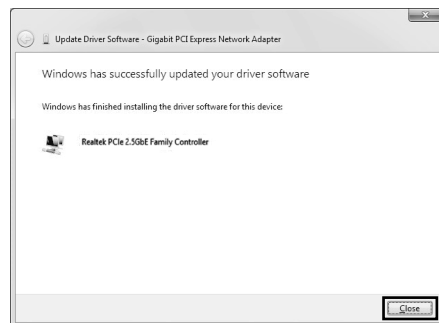 Update Driver Software - Gigabit PCI Express Network Adapter
Windows has successfully updated your driver software
Windows has finished installing the driver software for this device:
Realtek PCIe 2.5GbE Family Controller
Close